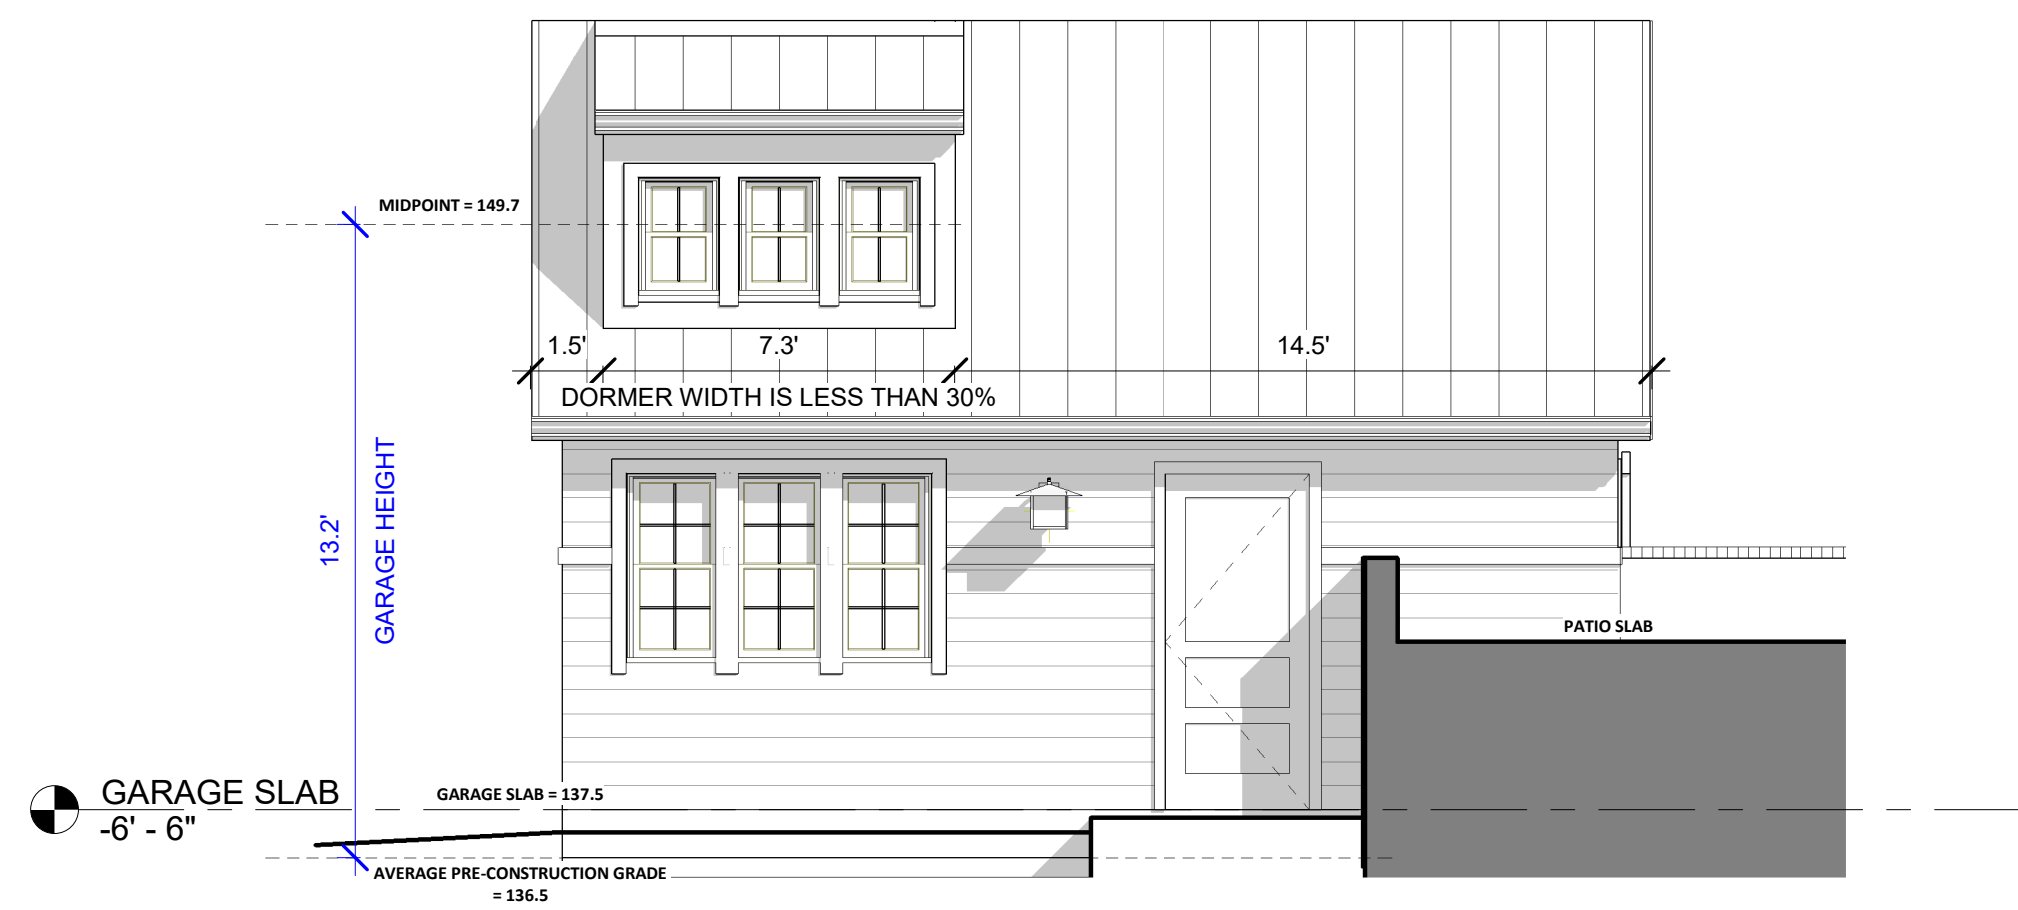 MIDPOINT = 149.7
1.5'
7.3'
14.5'
DORMER WIDTH IS LESS THAN 30%
13.2'
GARAGE HEIGHT
PATIO SLAB
GARAGE SLAB
-6' - 6"
GARAGE SLAB = 137.5
AVERAGE PRE-CONSTRUCTION GRADE
= 136.5